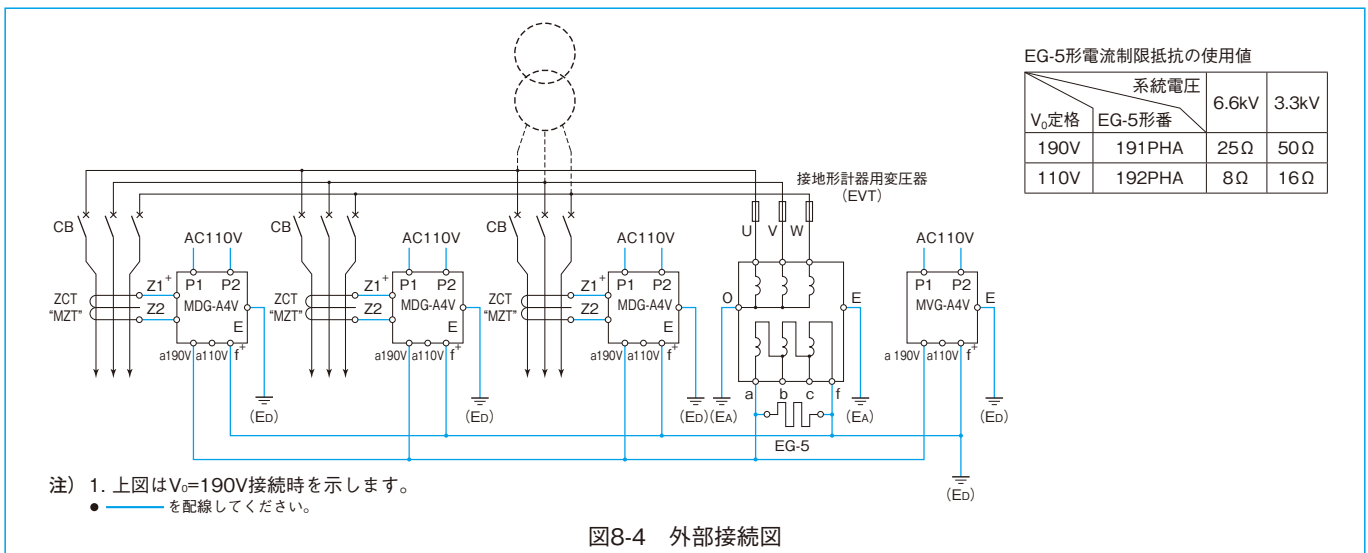 EG-5形電流制限抵抗の使用値
系統電圧 6.6kV 3.3kV
V₀定格 EG-5形番
190V 191PHA 25Ω 50Ω
110V 192PHA 8Ω 16Ω
接地形計器用変圧器
(EVT)
CB CB CB U V W
AC110V AC110V AC110V AC110V
Z1⁺ P1 P2 Z1⁺ P1 P2 Z1⁺ P1 P2 O E P1 P2 E
ZCT MDG-A4V ZCT MDG-A4V ZCT MDG-A4V MVG-A4V
"MZT" Z2 E "MZT" Z2 E "MZT" Z2 E
a190V a110V f⁺ a190V a110V f⁺ a190V a110V f⁺ a 190V a110V f⁺
a b c f
(ED) (ED) (ED) (EA) (EA) (ED)
EG-5
(ED)
注) 1. 上図はV₀=190V接続時を示します。
● ─── を配線してください。
図8-4 外部接続図